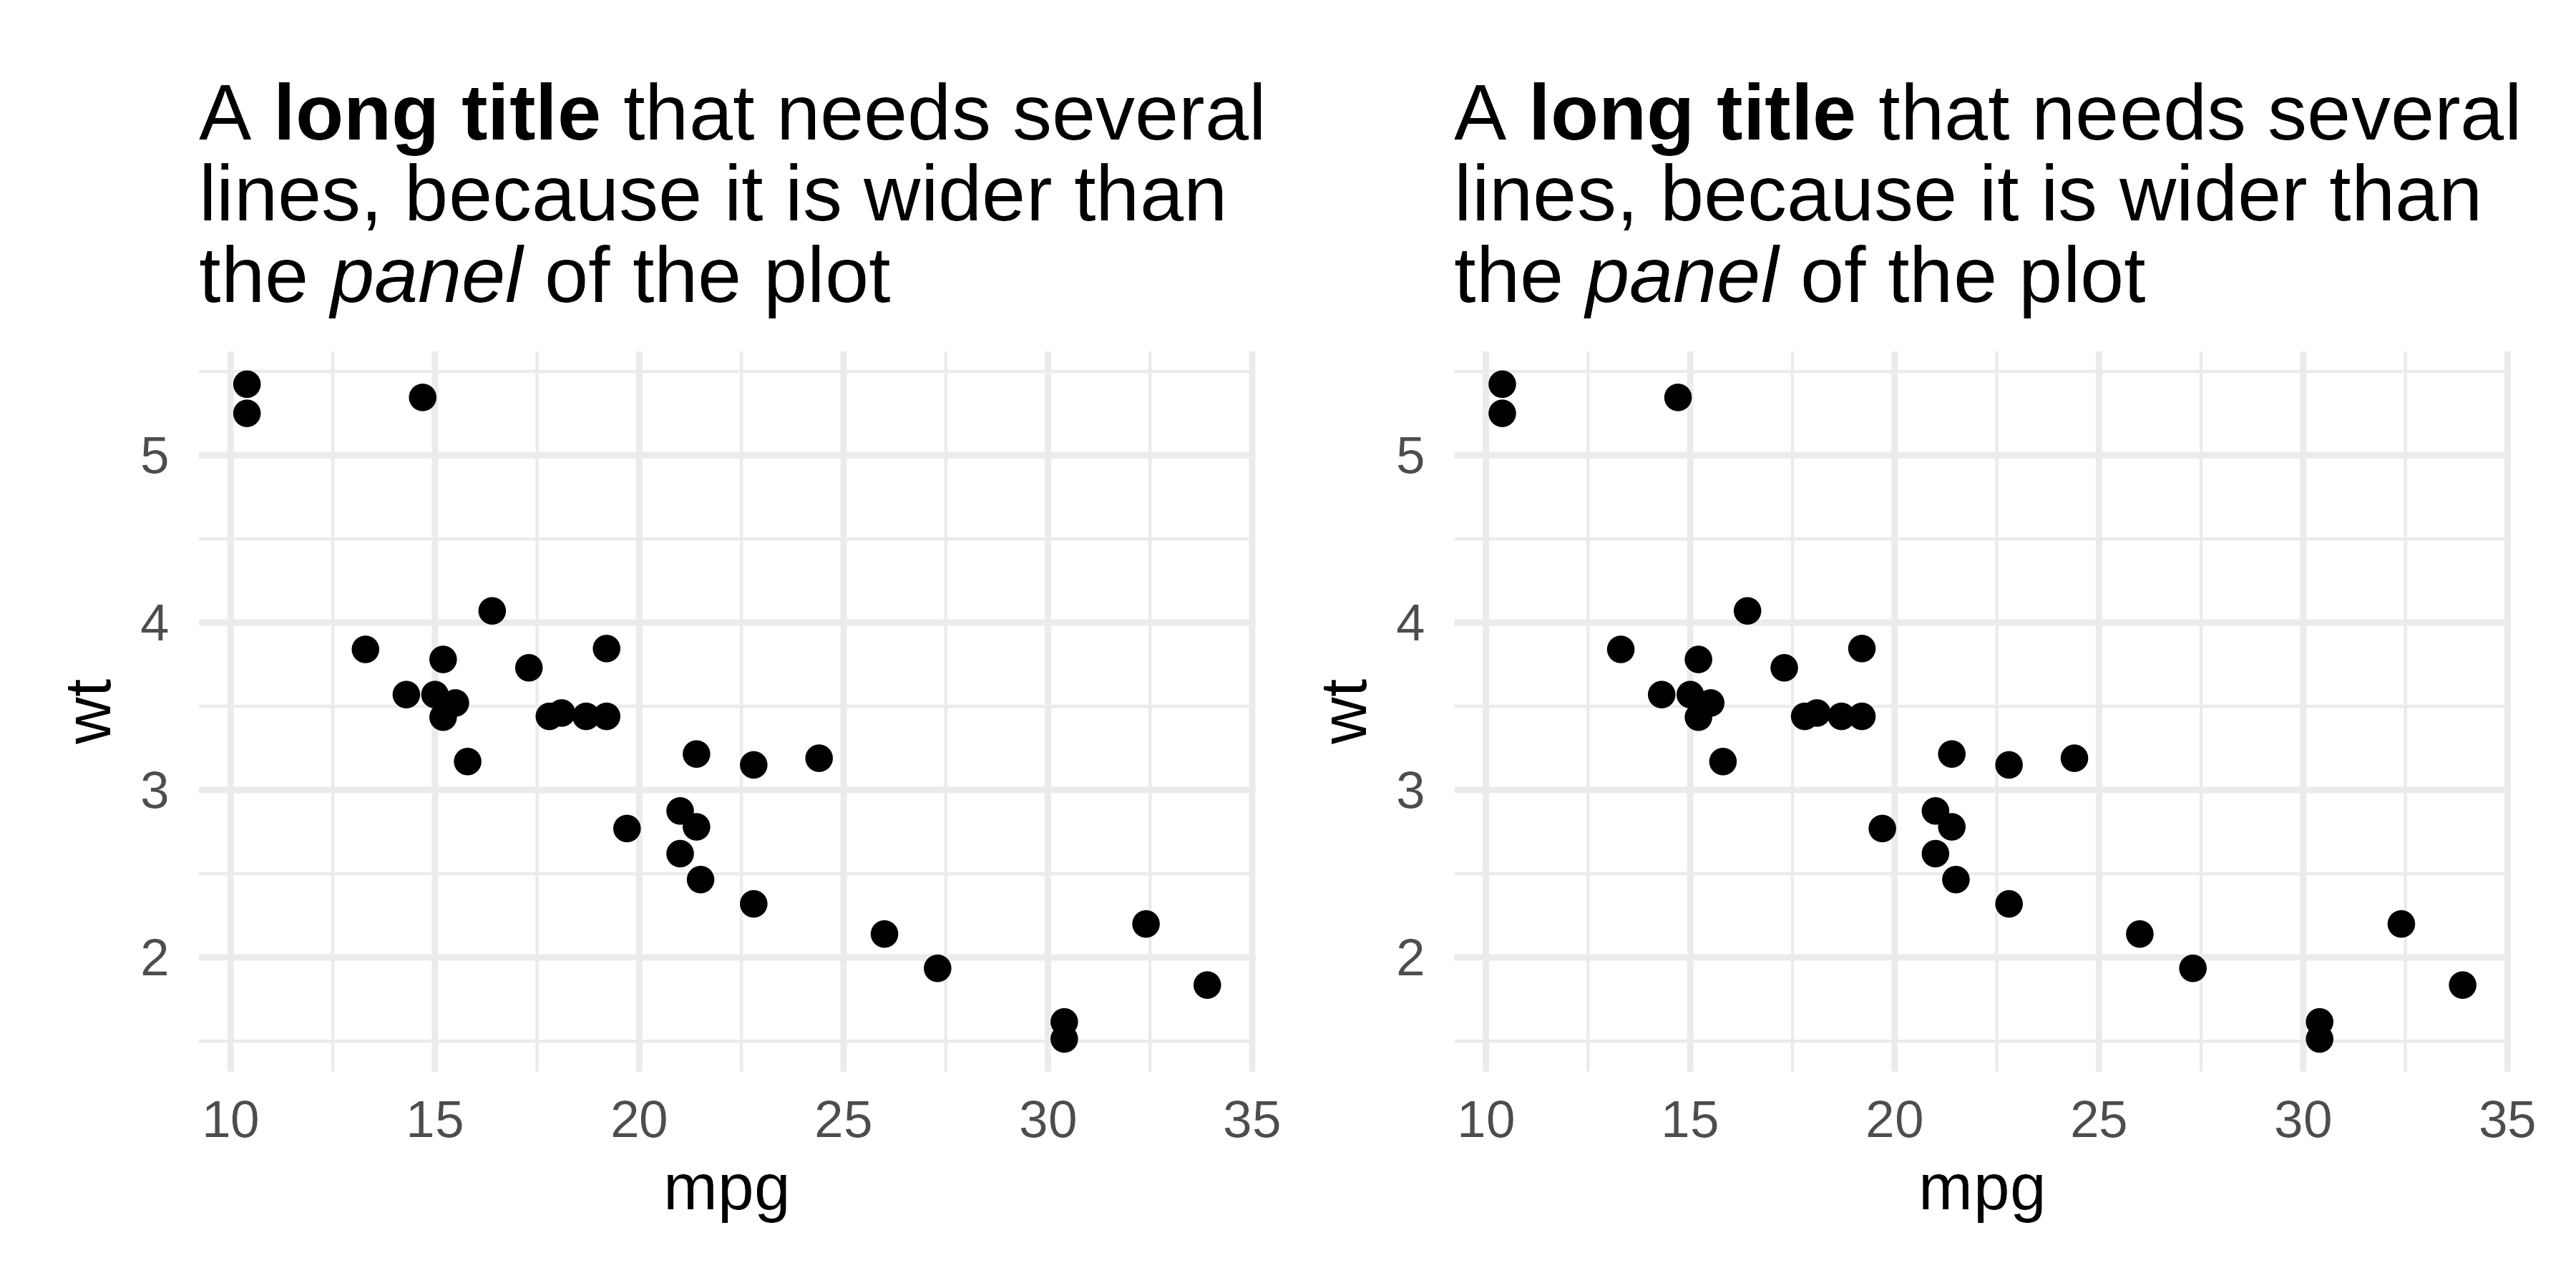 A long title that needs several
lines, because it is wider than
the panel of the plot
5
4
3
2
wt
10 15 20 25 30 35
mpg
A long title that needs several
lines, because it is wider than
the panel of the plot
5
4
3
2
wt
10 15 20 25 30 35
mpg